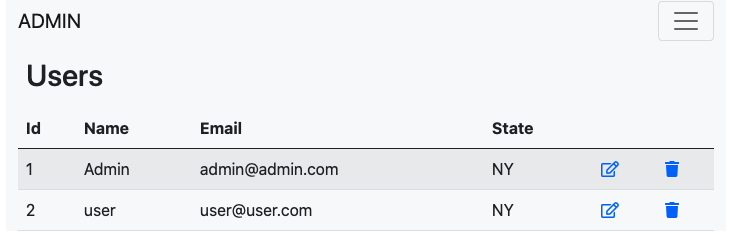 ADMIN
Users
Id Name Email State
1 Admin admin@admin.com NY
2 user user@user.com NY